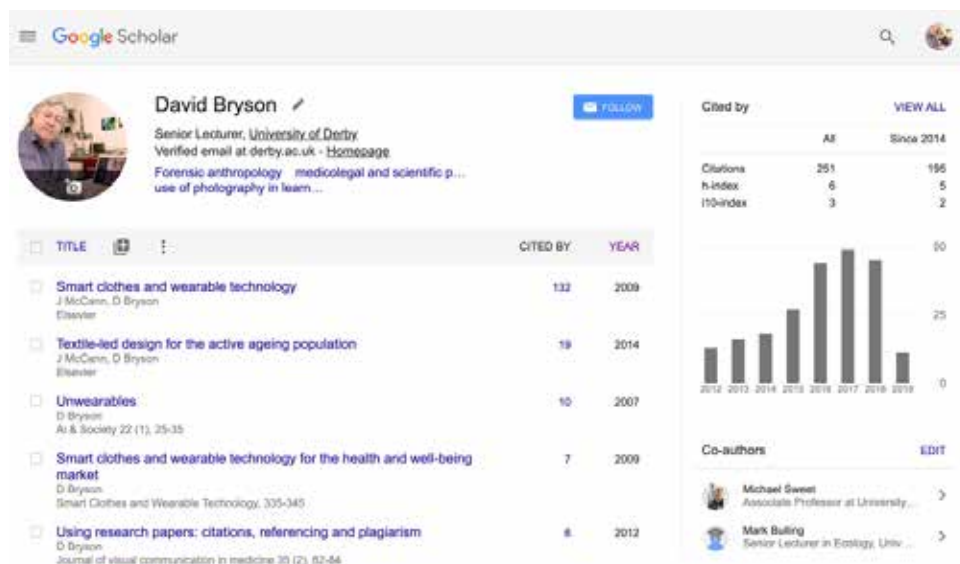 Google Scholar
David Bryson
FOLLOW
Senior Lecturer, University of Derby
Verified email at derby.ac.uk - Homepage
Forensic anthropology medicolegal and scientific p...
use of photography in learn...
TITLE
CITED BY YEAR
Smart clothes and wearable technology 132 2009
J McCann, D Bryson
Elsevier
Textile-led design for the active ageing population 19 2014
J McCann, D Bryson
Elsevier
Unwearables 10 2007
D Bryson
Ai & Society 22 (1), 25-35
Smart clothes and wearable technology for the health and well-being 7 2009
market
D Bryson
Smart Clothes and Wearable Technology, 335-345
Using research papers: citations, referencing and plagiarism 6 2012
D Bryson
Journal of visual communication in medicine 35 (2), 82-84
Cited by VIEW ALL
All Since 2014
Citations 251 195
h-index 6 5
i10-index 3 2
50
25
0
2012 2013 2014 2015 2016 2017 2018 2019
Co-authors EDIT
Michael Sweet
Associate Professor at University...
Mark Bulling
Senior Lecturer in Ecology, Univ...